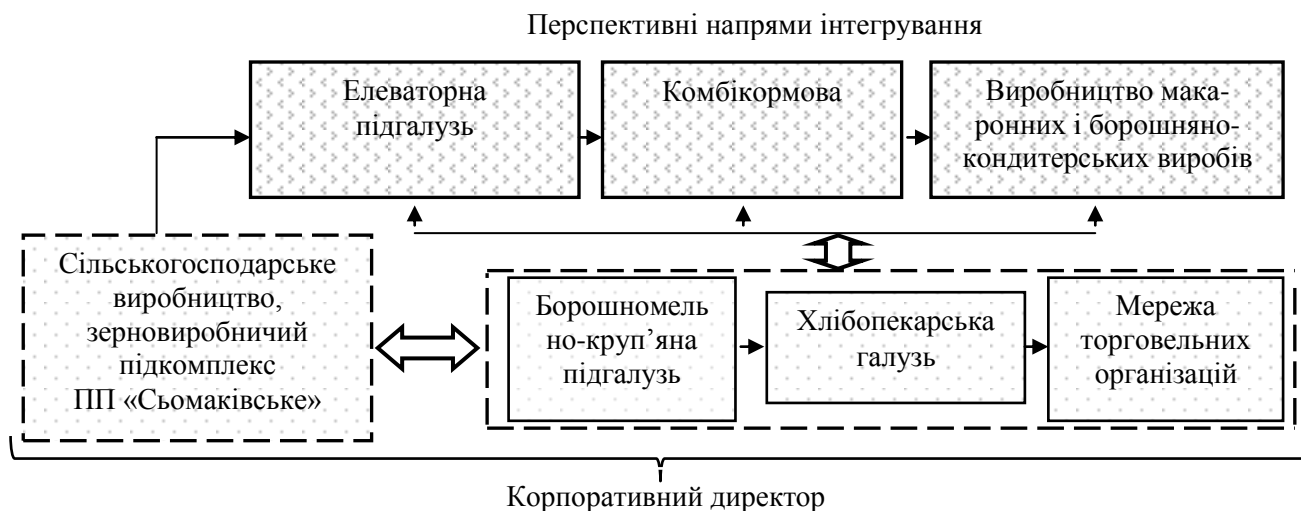 Перспективні напрями інтегрування
Елеваторна
підгалузь
Комбікормова
Виробництво мака-
ронних і борошняно-
кондитерських виробів
Сільськогосподарське
виробництво,
зерновиробничий
підкомплекс
ПП «Сьомаківське»
Борошномель
но-круп’яна
підгалузь
Хлібопекарська
галузь
Мережа
торговельних
організацій
Корпоративний директор